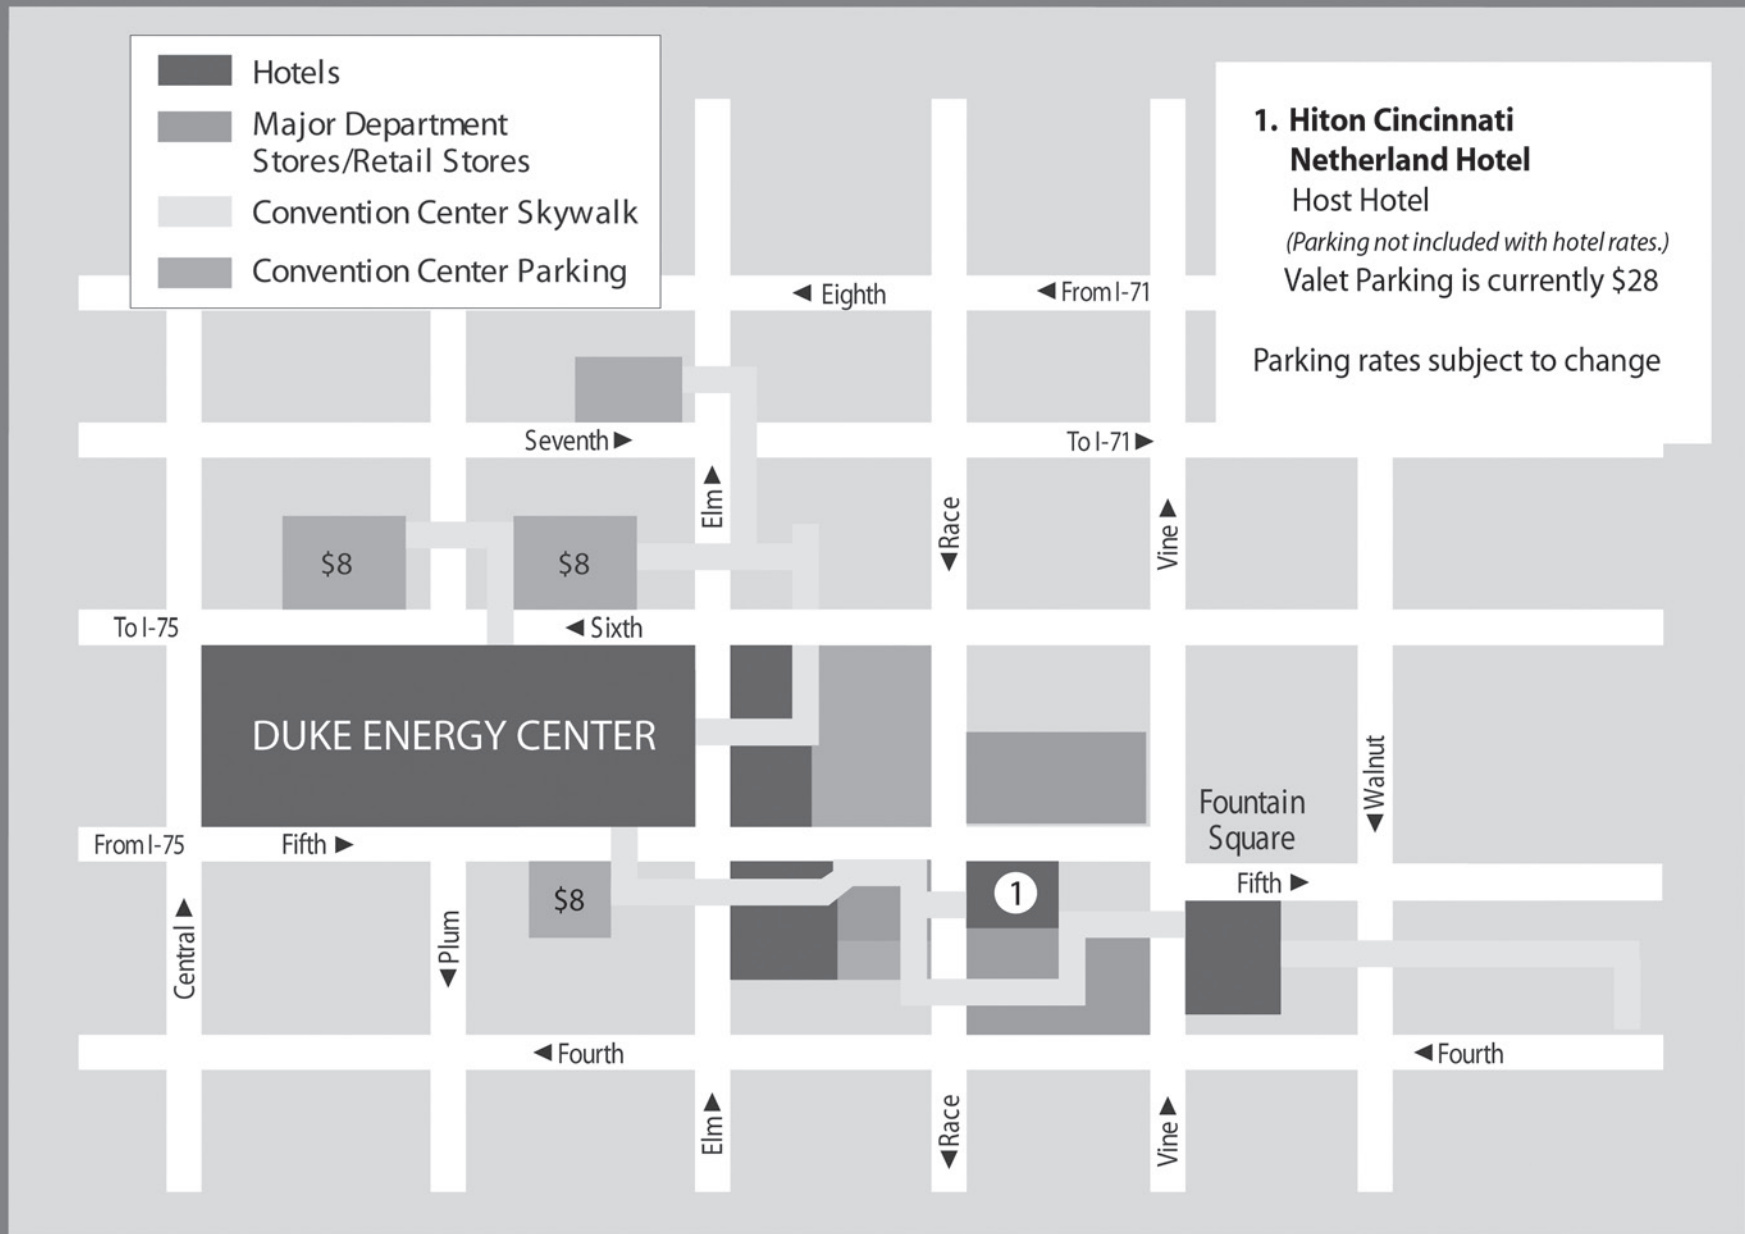 Hotels
Major Department
Stores/Retail Stores
Convention Center Skywalk
Convention Center Parking
1. Hiton Cincinnati
Netherland Hotel
Host Hotel
(Parking not included with hotel rates.)
Valet Parking is currently $28
Parking rates subject to change
◄ Eighth
◄ From I-71
Seventh ►
To I-71 ►
Elm ►
◄ Race
Vine ►
$8
$8
To I-75
◄ Sixth
DUKE ENERGY CENTER
◄ Walnut
Fountain
Square
From I-75
Fifth ►
Fifth ►
$8
1
Central ►
◄ Plum
◄ Fourth
◄ Fourth
Elm ►
◄ Race
Vine ►